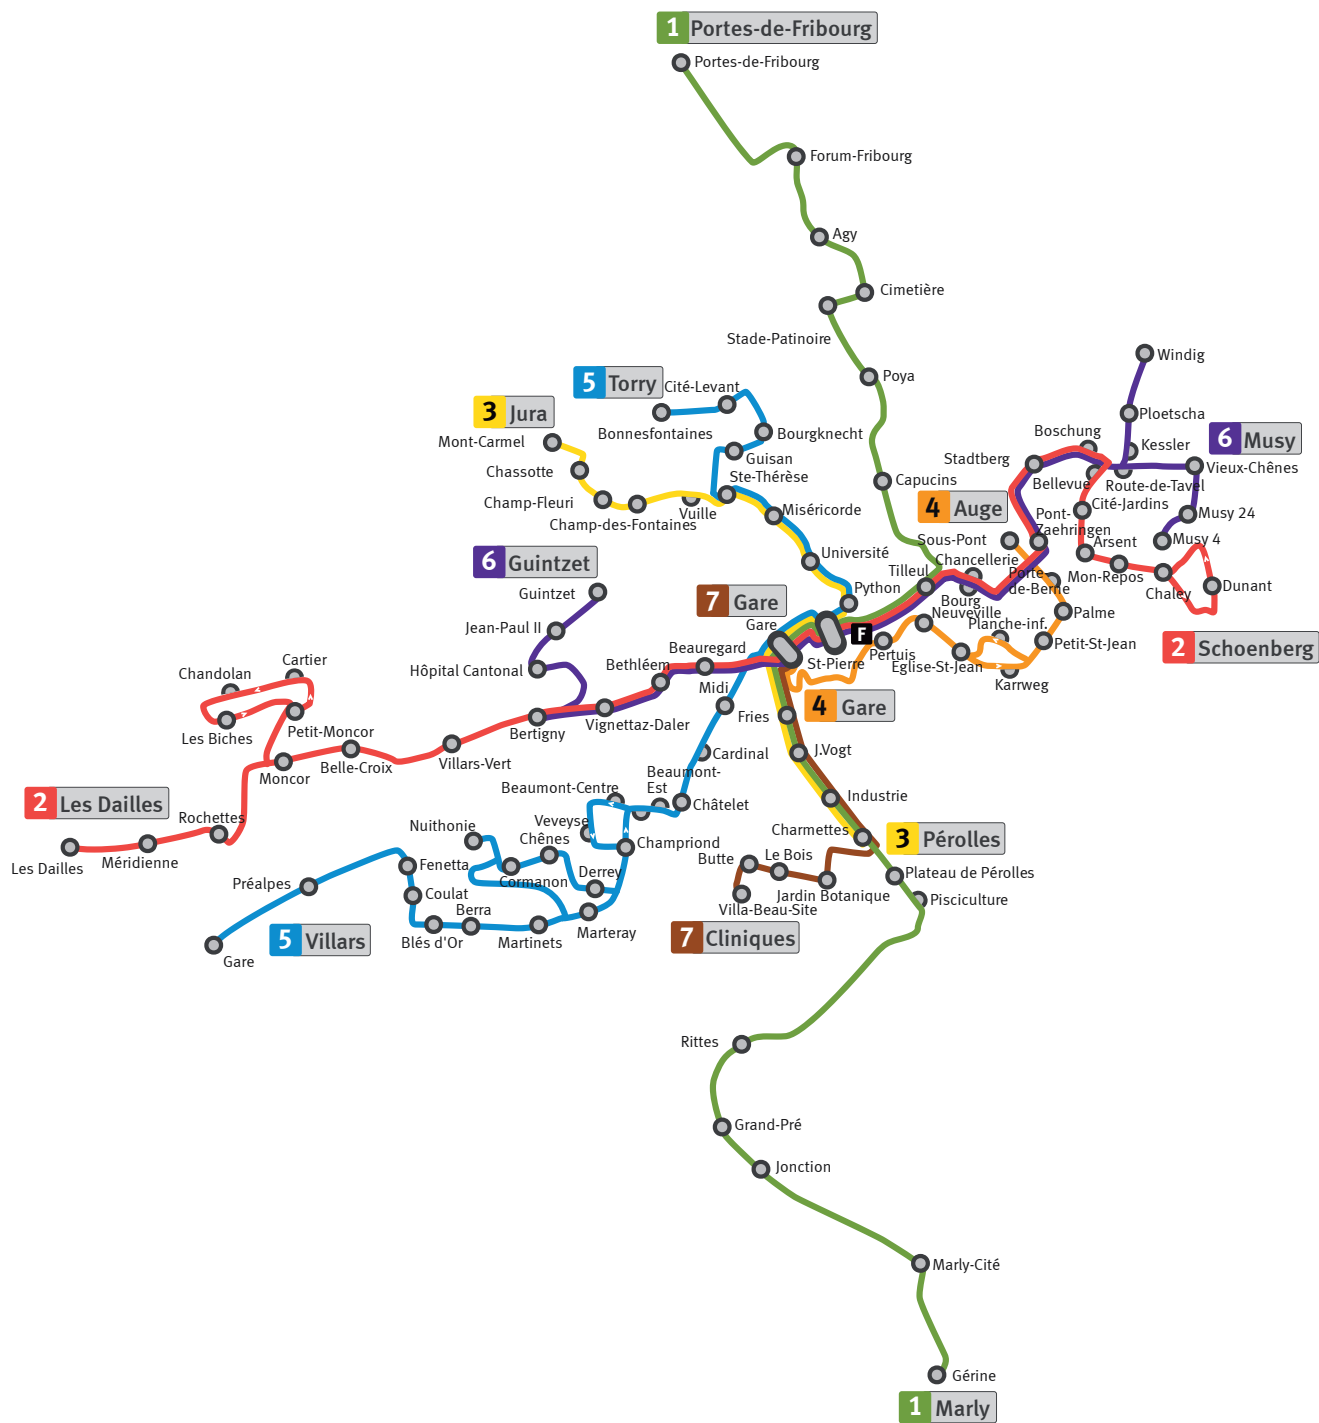 1 Portes-de-Fribourg
Portes-de-Fribourg
Forum-Fribourg
Agy
Cimetière
Stade-Patinoire
Poya
Capucins
5 Torry
Cité-Levant
Bonnesfontaines
Bourgknecht
Guisan
Ste-Thérèse
3 Jura
Mont-Carmel
Chassotte
Champ-Fleuri
Champ-des-Fontaines
Vuille
Miséricorde
Université
Python
Windig
Ploetscha
Boschung
Kessler
6 Musy
Stadtberg
Vieux-Chênes
Bellevue
Route-de-Tavel
Cité-Jardins
Musy 24
Musy 4
4 Auge
Pont-
Zaehringen
Sous-Pont
Arsent
Chancellerie
Mon-Repos
Tilleul
Porte-
de-Berne
Chaley
Dunant
Bourg
Neuveville
Planche-inf.
Palme
Petit-St-Jean
2 Schoenberg
6 Guintzet
Guintzet
Jean-Paul II
Hôpital Cantonal
7 Gare
Gare
F
St-Pierre
Pertuis
Eglise-St-Jean
Karrweg
Beauregard
Bethléem
Midi
4 Gare
Cartier
Chandolan
Les Biches
Petit-Moncor
Moncor
Belle-Croix
Villars-Vert
Bertigny
Vignettaz-Daler
Fries
J.Vogt
Cardinal
Beaumont-
Est
Beaumont-Centre
Châtelet
Industrie
2 Les Dailles
Rochettes
Les Dailles
Méridienne
Nuithonie
Veveyse
Chênes
Champriond
Charmettes
3 Pérolles
Butte
Le Bois
Plateau de Pérolles
Préalpes
Fenetta
Cormanon
Derrey
Jardin Botanique
Coulat
Berra
Villa-Beau-Site
Pisciculture
5 Villars
Blés d'Or
Martinets
Marteray
7 Cliniques
Gare
Rittes
Grand-Pré
Jonction
Marly-Cité
Gérine
1 Marly